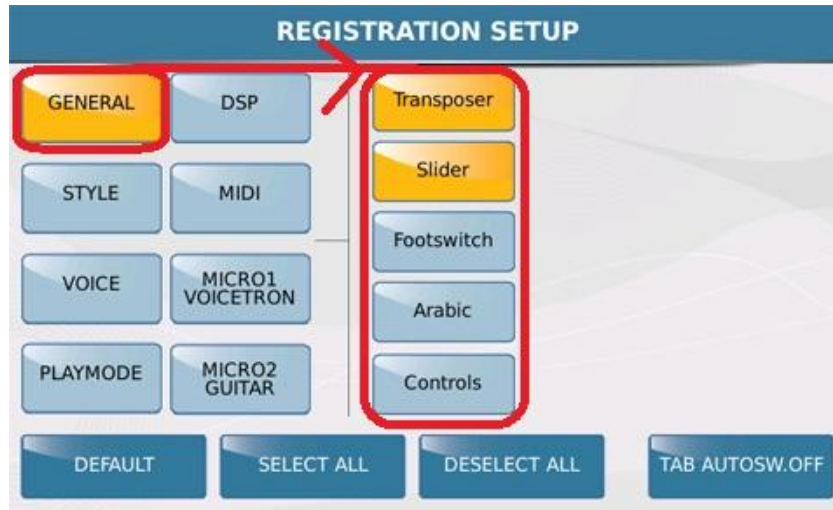 REGISTRATION SETUP
GENERAL
DSP
STYLE
MIDI
VOICE
MICRO1
VOICETRON
PLAYMODE
MICRO2
GUITAR
Transposer
Slider
Footswitch
Arabic
Controls
DEFAULT
SELECT ALL
DESELECT ALL
TAB AUTOSW.OFF